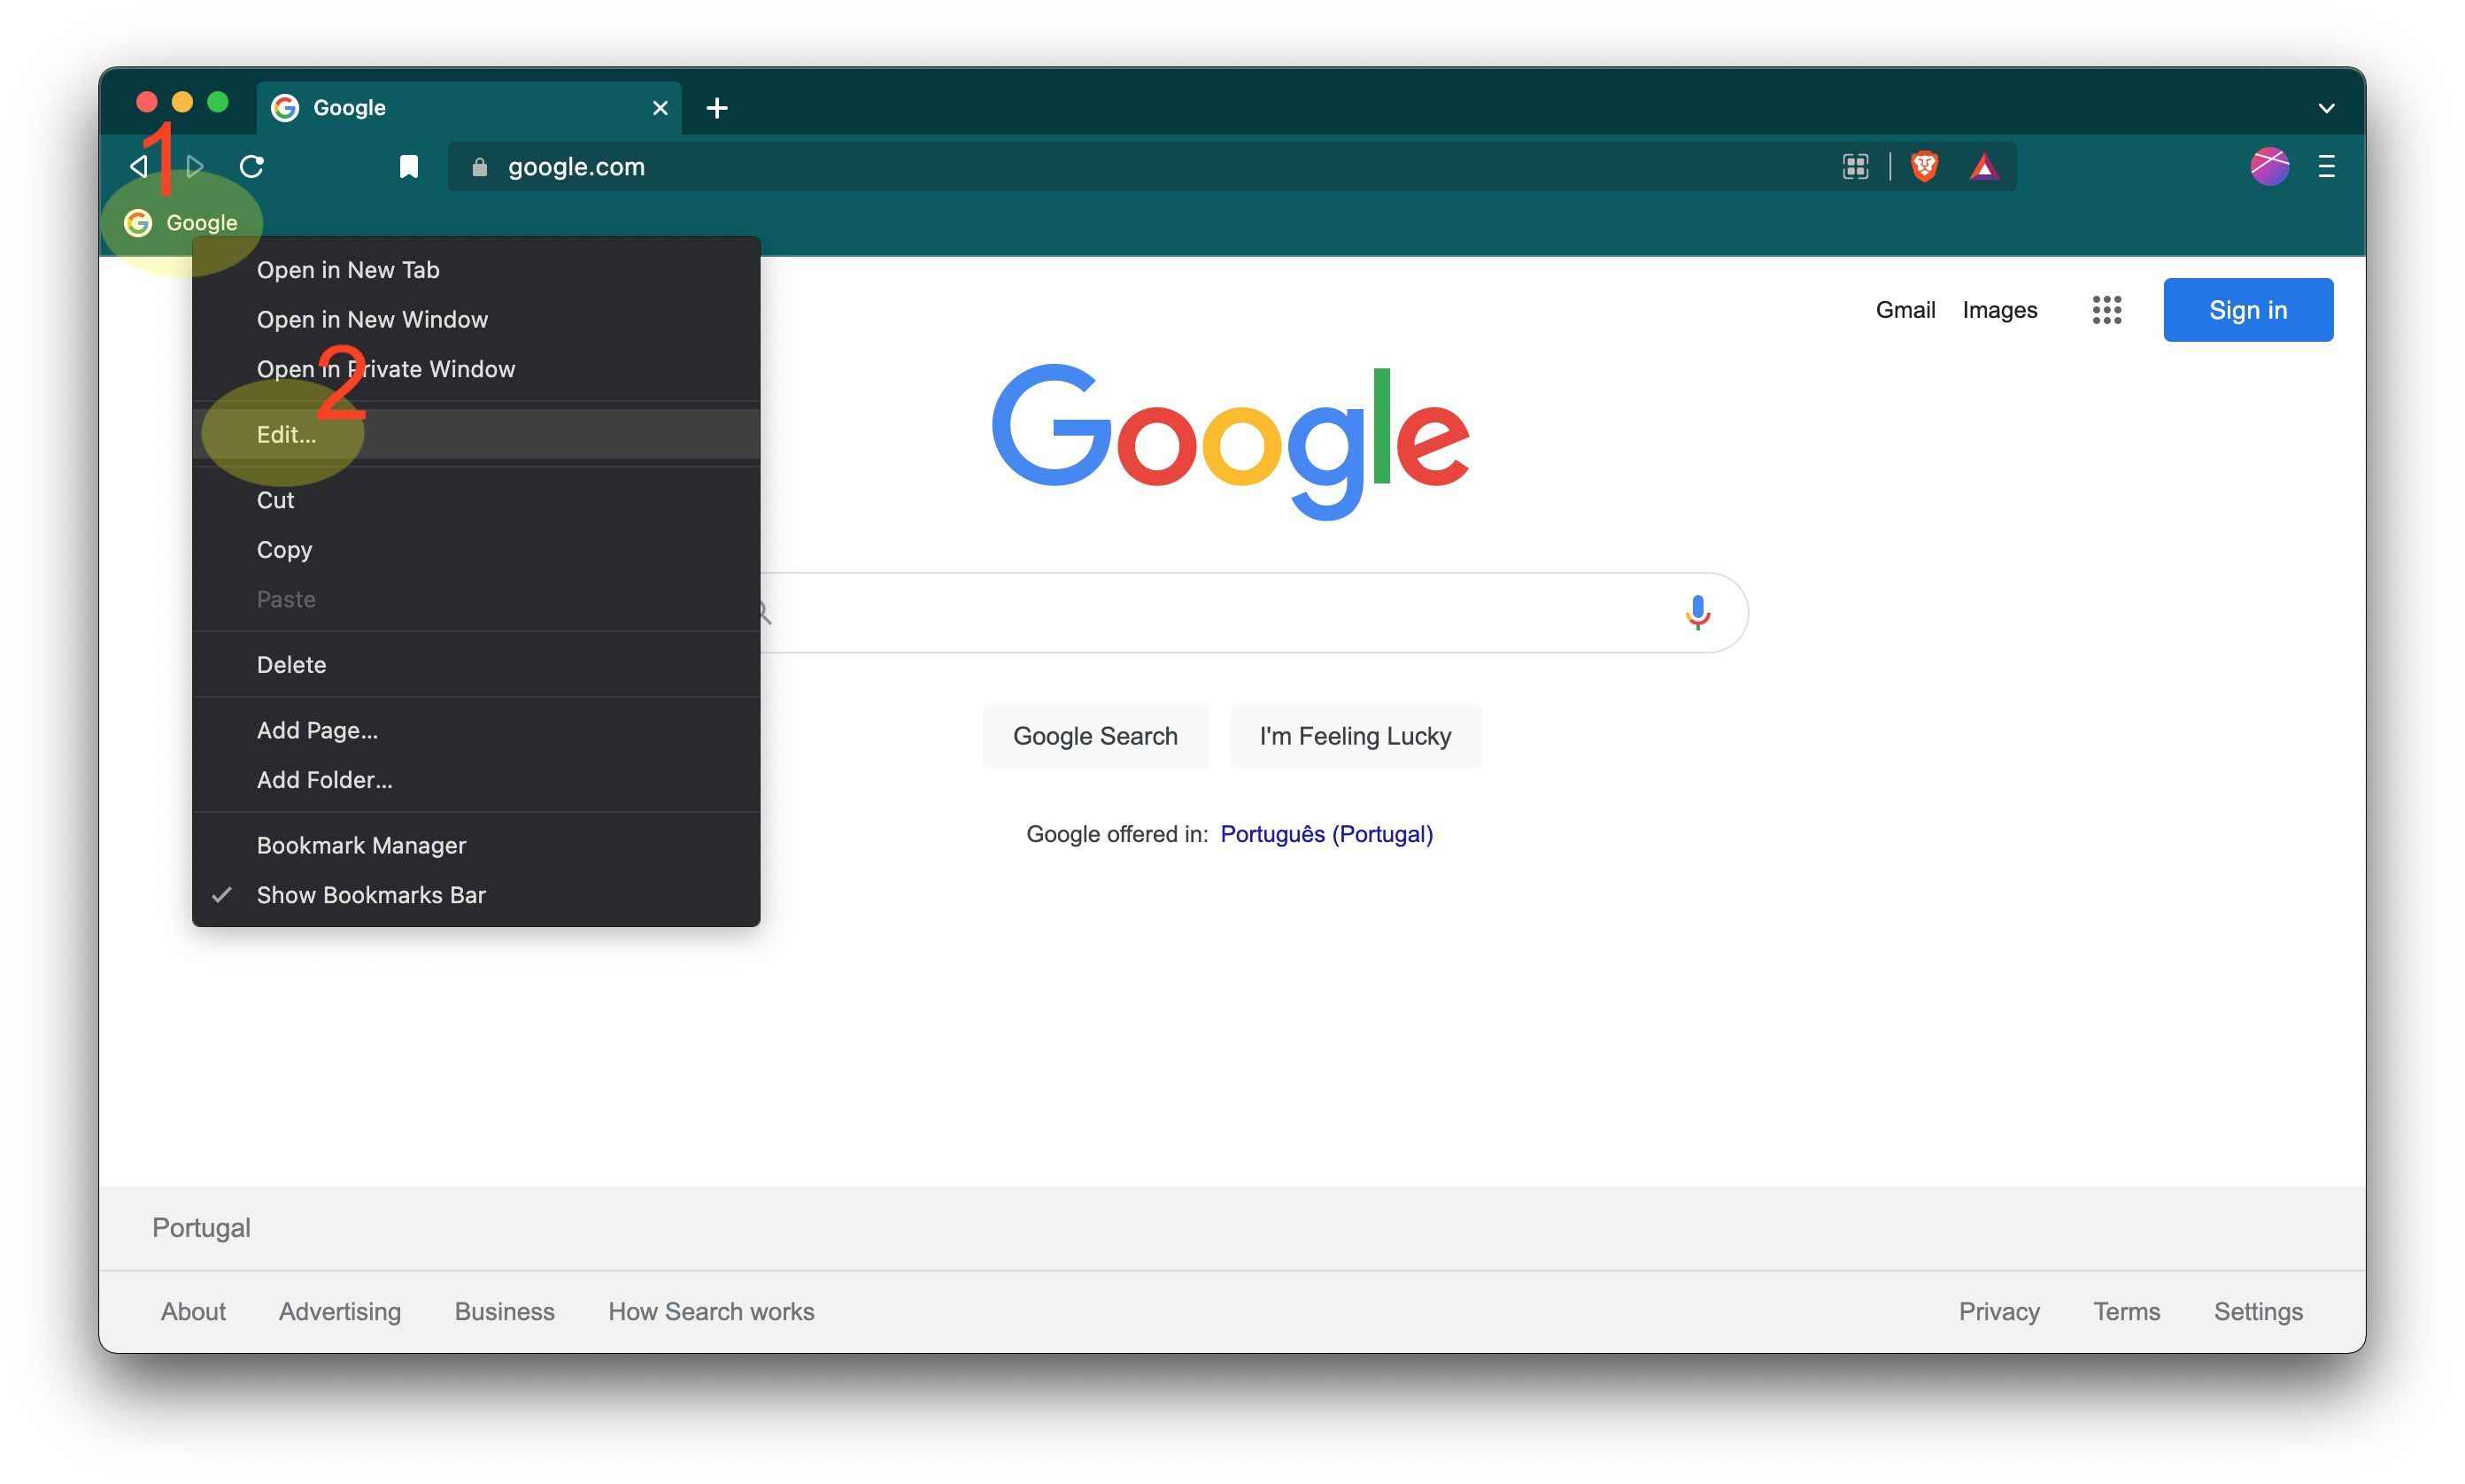 Google
1
google.com
Google
Open in New Tab
Open in New Window
Open in Private Window
2
Edit...
Cut
Copy
Paste
Delete
Add Page...
Add Folder...
Bookmark Manager
Show Bookmarks Bar
Gmail Images Sign in
Google
Google Search I'm Feeling Lucky
Google offered in: Português (Portugal)
Portugal
About Advertising Business How Search works Privacy Terms Settings